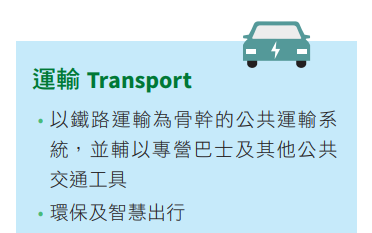 運輸 Transport
• 以鐵路運輸為骨幹的公共運輸系
統，並輔以專營巴士及其他公共
交通工具
• 環保及智慧出行